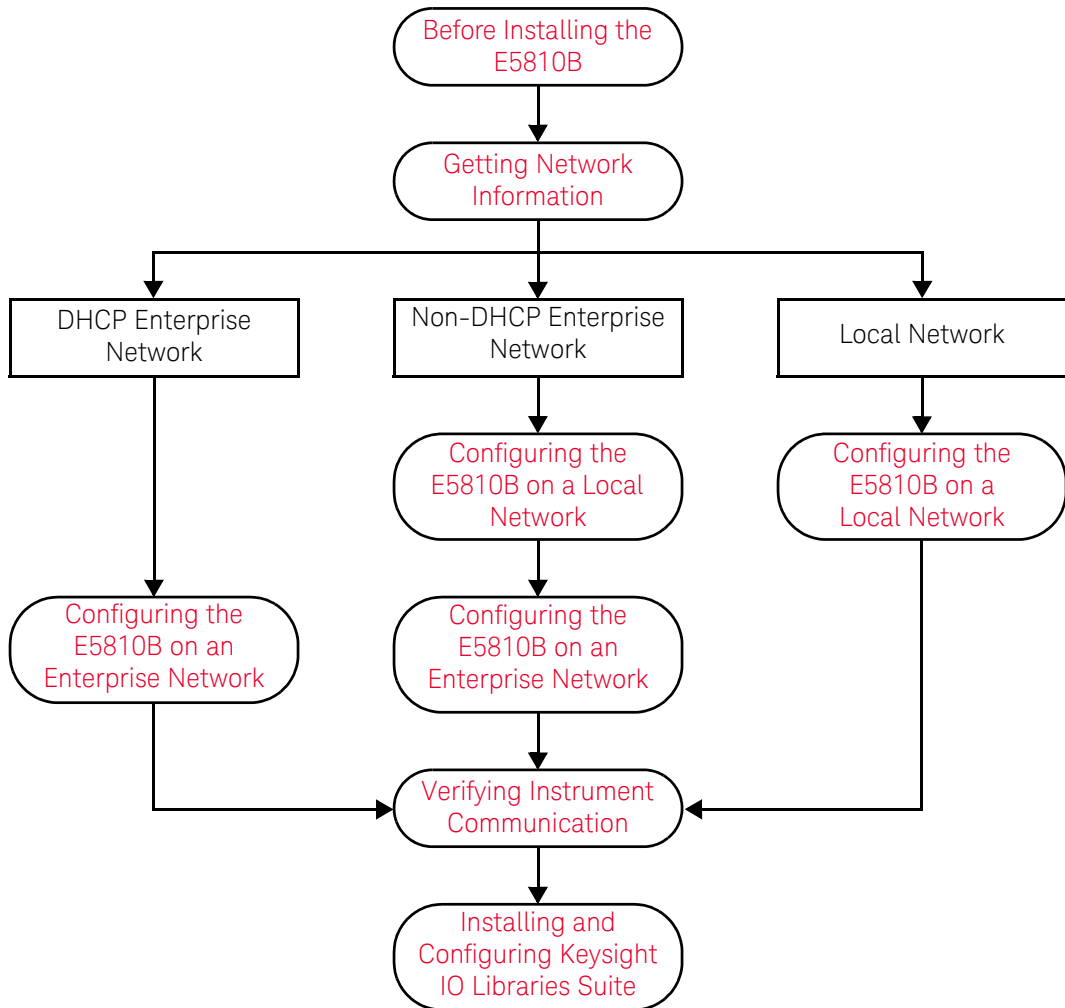 Before Installing the
E5810B
Getting Network
Information
DHCP Enterprise
Network
Non-DHCP Enterprise
Network
Local Network
Configuring the
E5810B on a Local
Network
Configuring the
E5810B on a
Local Network
Configuring the
E5810B on an
Enterprise Network
Configuring the
E5810B on an
Enterprise Network
Verifying Instrument
Communication
Installing and
Configuring Keysight
IO Libraries Suite